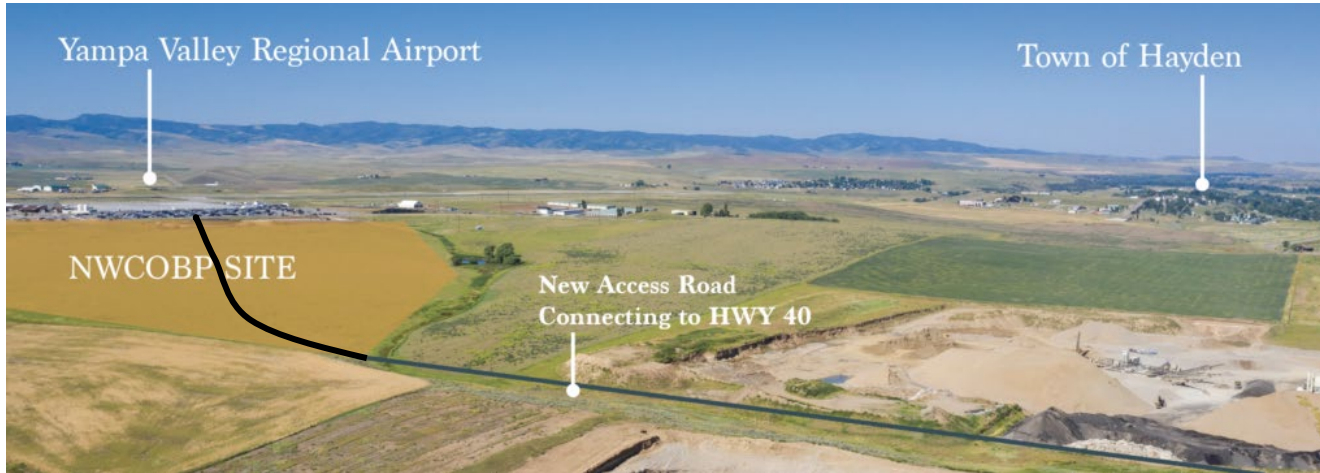 Yampa Valley Regional Airport
Town of Hayden
NWCOBP SITE
New Access Road
Connecting to HWY 40